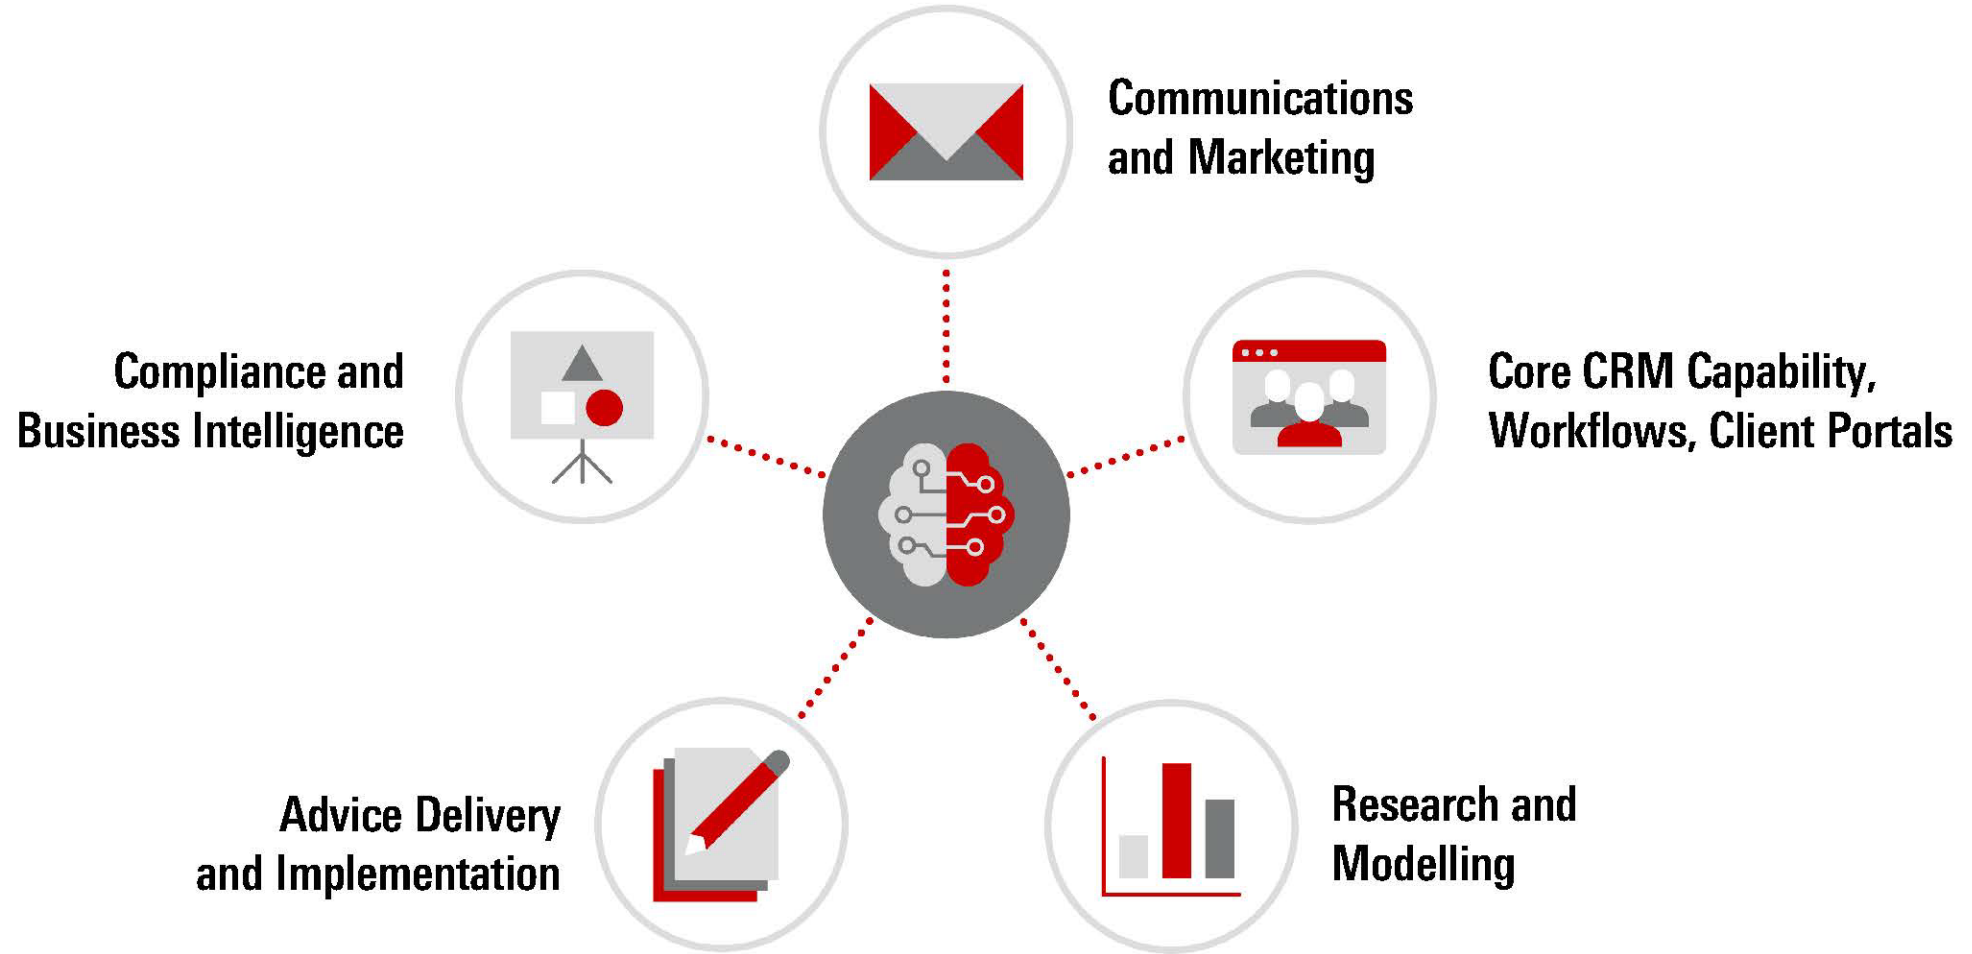 Communications
and Marketing
Compliance and
Business Intelligence
Core CRM Capability,
Workflows, Client Portals
Advice Delivery
and Implementation
Research and
Modelling